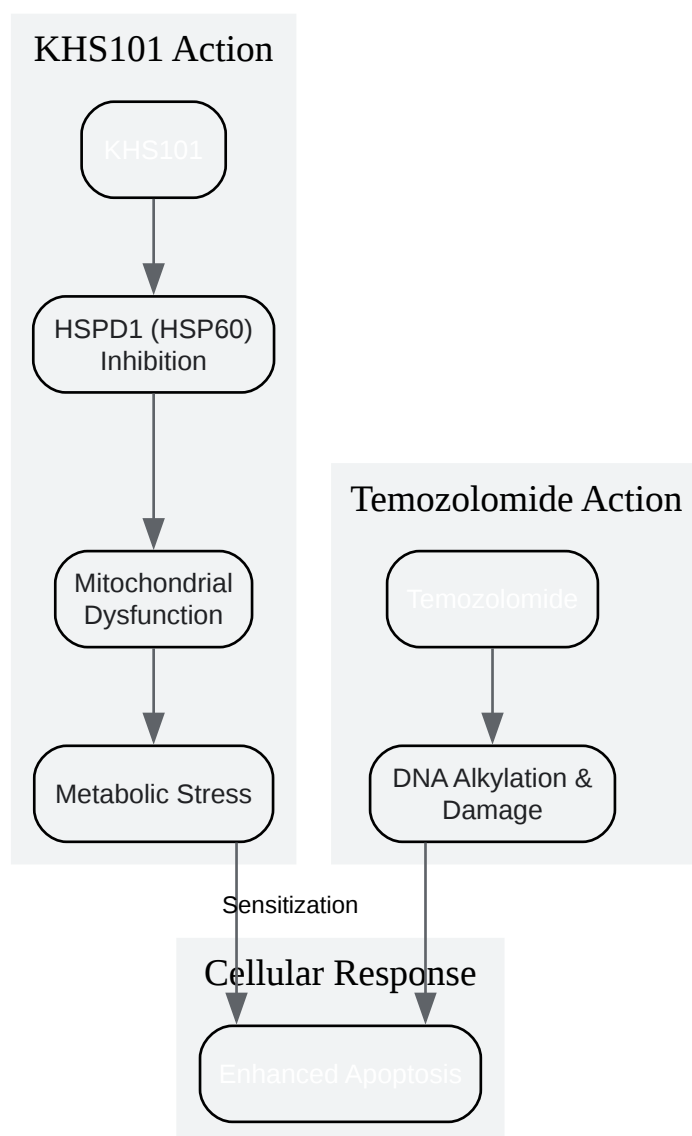 KHS101 Action
KHS101
HSPD1 (HSP60)
Inhibition
Mitochondrial
Dysfunction
Metabolic Stress
Temozolomide Action
Temozolomide
DNA Alkylation &
Damage
Sensitization
Cellular Response
Enhanced Apoptosis